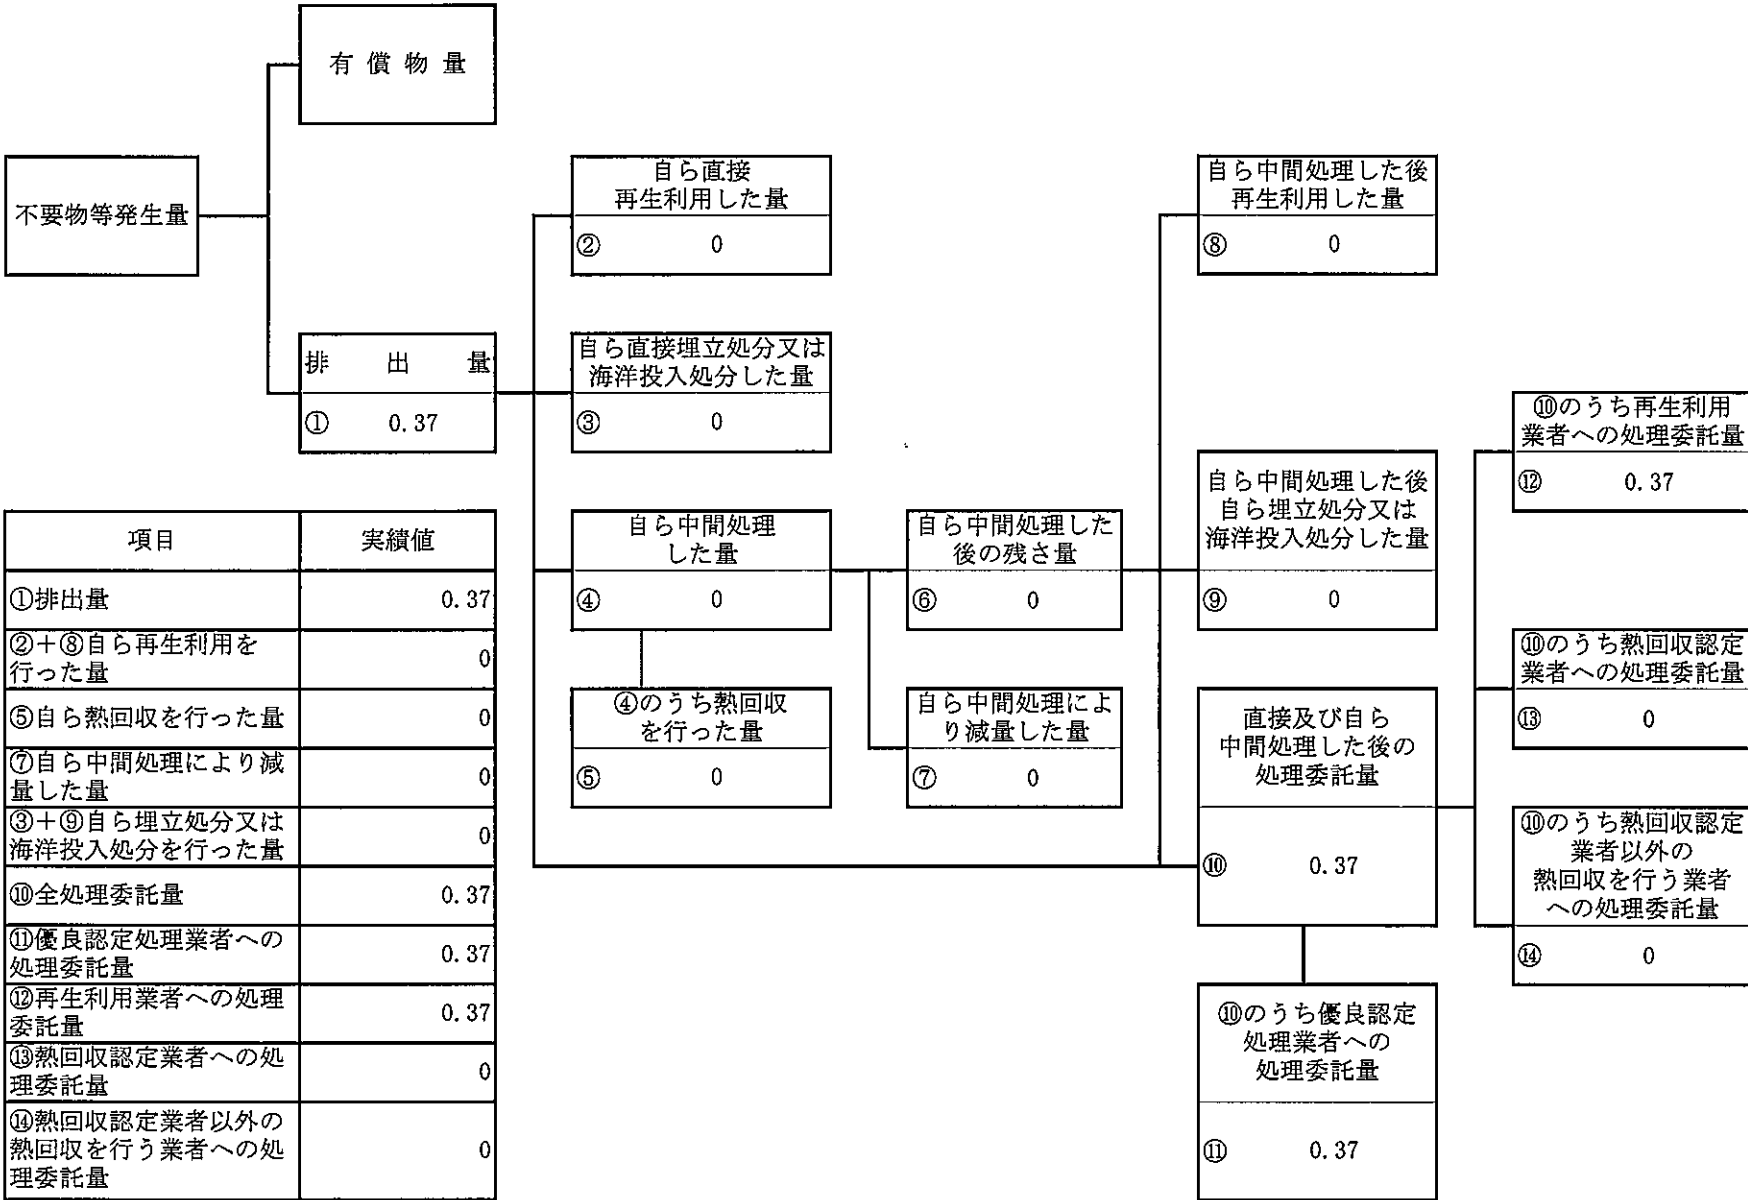 有償物量
不要物等発生量
自ら直接
再生利用した量
② 0
自ら中間処理した後
再生利用した量
⑧ 0
排出量
① 0.37
自ら直接埋立処分又は
海洋投入処分した量
③ 0
⑩のうち再生利用
業者への処理委託量
⑫ 0.37
自ら中間処理した後
自ら埋立処分又は
海洋投入処分した量
⑨ 0
自ら中間処理
した量
④ 0
自ら中間処理した
後の残さ量
⑥ 0
⑩のうち熱回収認定
業者への処理委託量
⑬ 0
④のうち熱回収
を行った量
⑤ 0
自ら中間処理によ
り減量した量
⑦ 0
直接及び自ら
中間処理した後の
処理委託量
⑩ 0.37
⑩のうち熱回収認定
業者以外の
熱回収を行う業者
への処理委託量
⑭ 0
⑩のうち優良認定
処理業者への
処理委託量
⑪ 0.37
項目 実績値
①排出量 0.37
②+⑧自ら再生利用を
行った量 0
⑤自ら熱回収を行った量 0
⑦自ら中間処理により減
量した量 0
③+⑨自ら埋立処分又は
海洋投入処分を行った量 0
⑩全処理委託量 0.37
⑪優良認定処理業者への
処理委託量 0.37
⑫再生利用業者への処理
委託量 0.37
⑬熱回収認定業者への処
理委託量 0
⑭熱回収認定業者以外の
熱回収を行う業者への処
理委託量 0